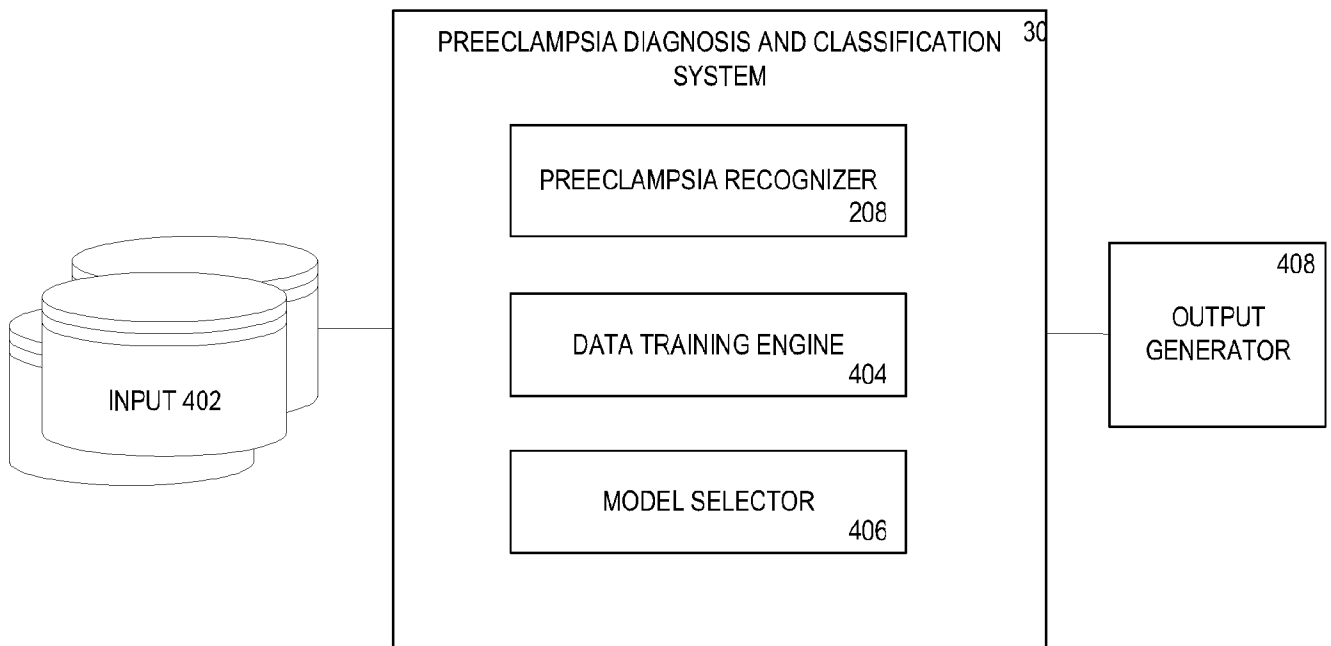 PREECLAMPSIA DIAGNOSIS AND CLASSIFICATION
SYSTEM
30
PREECLAMPSIA RECOGNIZER
208
DATA TRAINING ENGINE
404
MODEL SELECTOR
406
INPUT 402
408
OUTPUT
GENERATOR